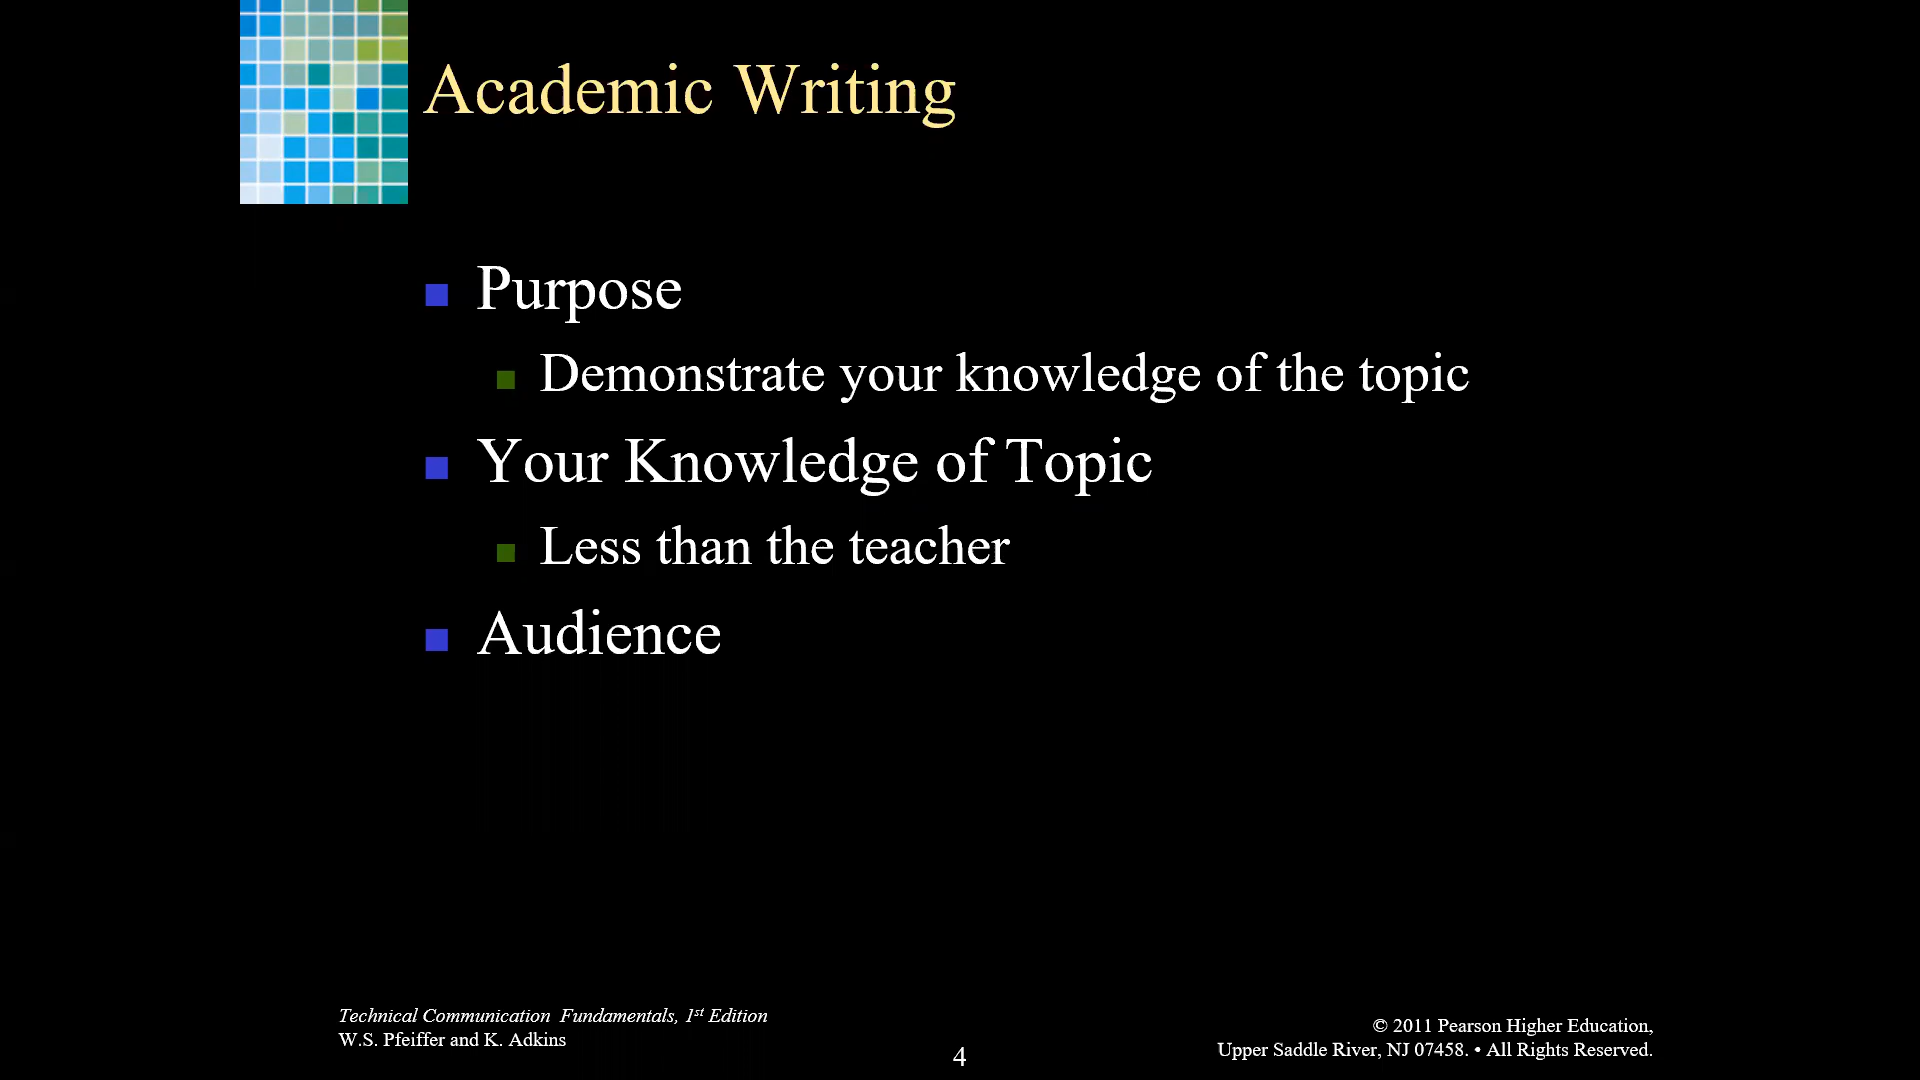 Academic Writing
Purpose
Demonstrate your knowledge of the topic
Your Knowledge of Topic
Less than the teacher
Audience
Technical Communication Fundamentals, 1st Edition
W.S. Pfeiffer and K. Adkins
4
© 2011 Pearson Higher Education,
Upper Saddle River, NJ 07458. • All Rights Reserved.